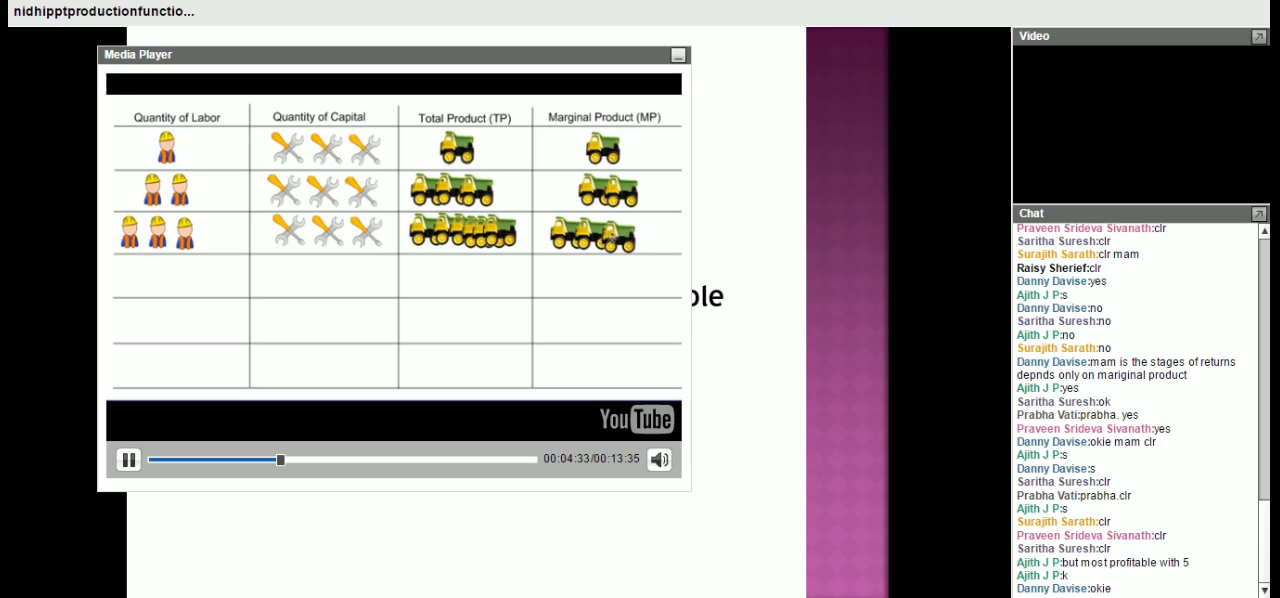 nidhipptproductionfunctio...
Media Player
Quantity of Labor
Quantity of Capital
Total Product (TP)
Marginal Product (MP)
ple
YouTube
00:04:33/00:13:35
Video
Chat
Praveen Srideva Sivanath:clr
Saritha Suresh:clr
Surajith Sarath:clr mam
Raisy Sherief:clr
Danny Davise:yes
Ajith J P:s
Danny Davise:no
Saritha Suresh:no
Ajith J P:no
Surajith Sarath:no
Danny Davise:mam is the stages of returns
depnds only on mariginal product
Ajith J P:yes
Saritha Suresh:ok
Prabha Vati:prabha. yes
Praveen Srideva Sivanath:yes
Danny Davise:okie mam clr
Ajith J P:s
Danny Davise:s
Saritha Suresh:clr
Prabha Vati:prabha.clr
Ajith J P:s
Surajith Sarath:clr
Praveen Srideva Sivanath:clr
Saritha Suresh:clr
Ajith J P:but most profitable with 5
Ajith J P:k
Danny Davise:okie